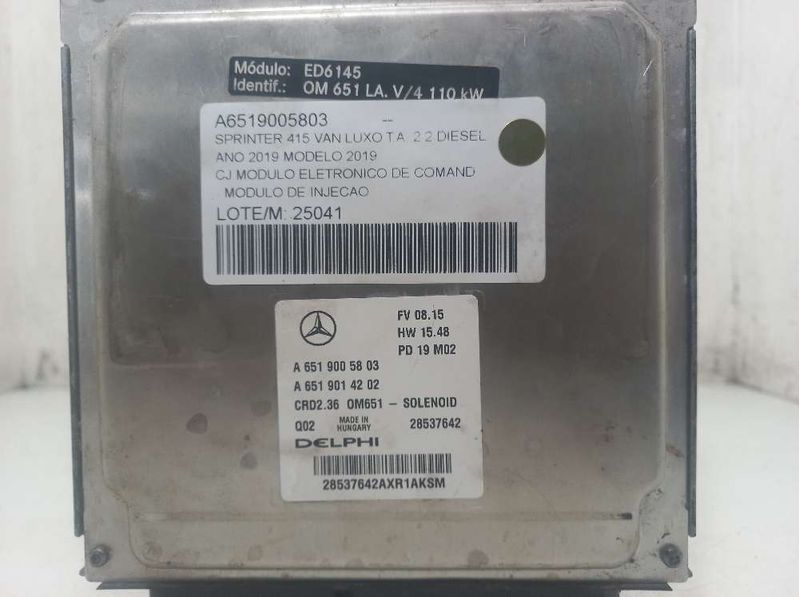 Módulo: ED6145
Identif.: OM 651 LA. V/4 110 kW
A6519005803 --
SPRINTER 415 VAN LUXO T.A. 2.2 DIESEL
ANO 2019 MODELO 2019
CJ MODULO ELETRONICO DE COMAND
MODULO DE INJECAO
LOTE/M: 25041
FV 08.15
HW 15.48
PD 19 M02
A 651 900 58 03
A 651 901 42 02
CRD2.36 OM651 - SOLENOID
Q02 MADE IN HUNGARY 28537642
DELPHI
28537642AXR1AKSM